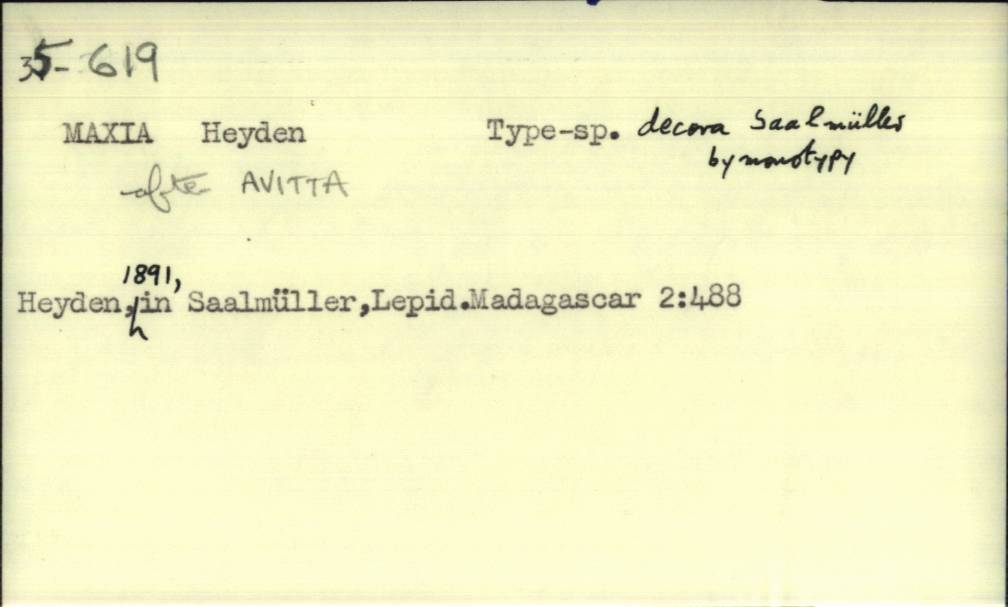 35-619
MAXIA Heyden Type-sp. decora Saalmüller
by monotypy
after AVITTA
1891,
Heyden, in Saalmüller,Lepid.Madagascar 2:488